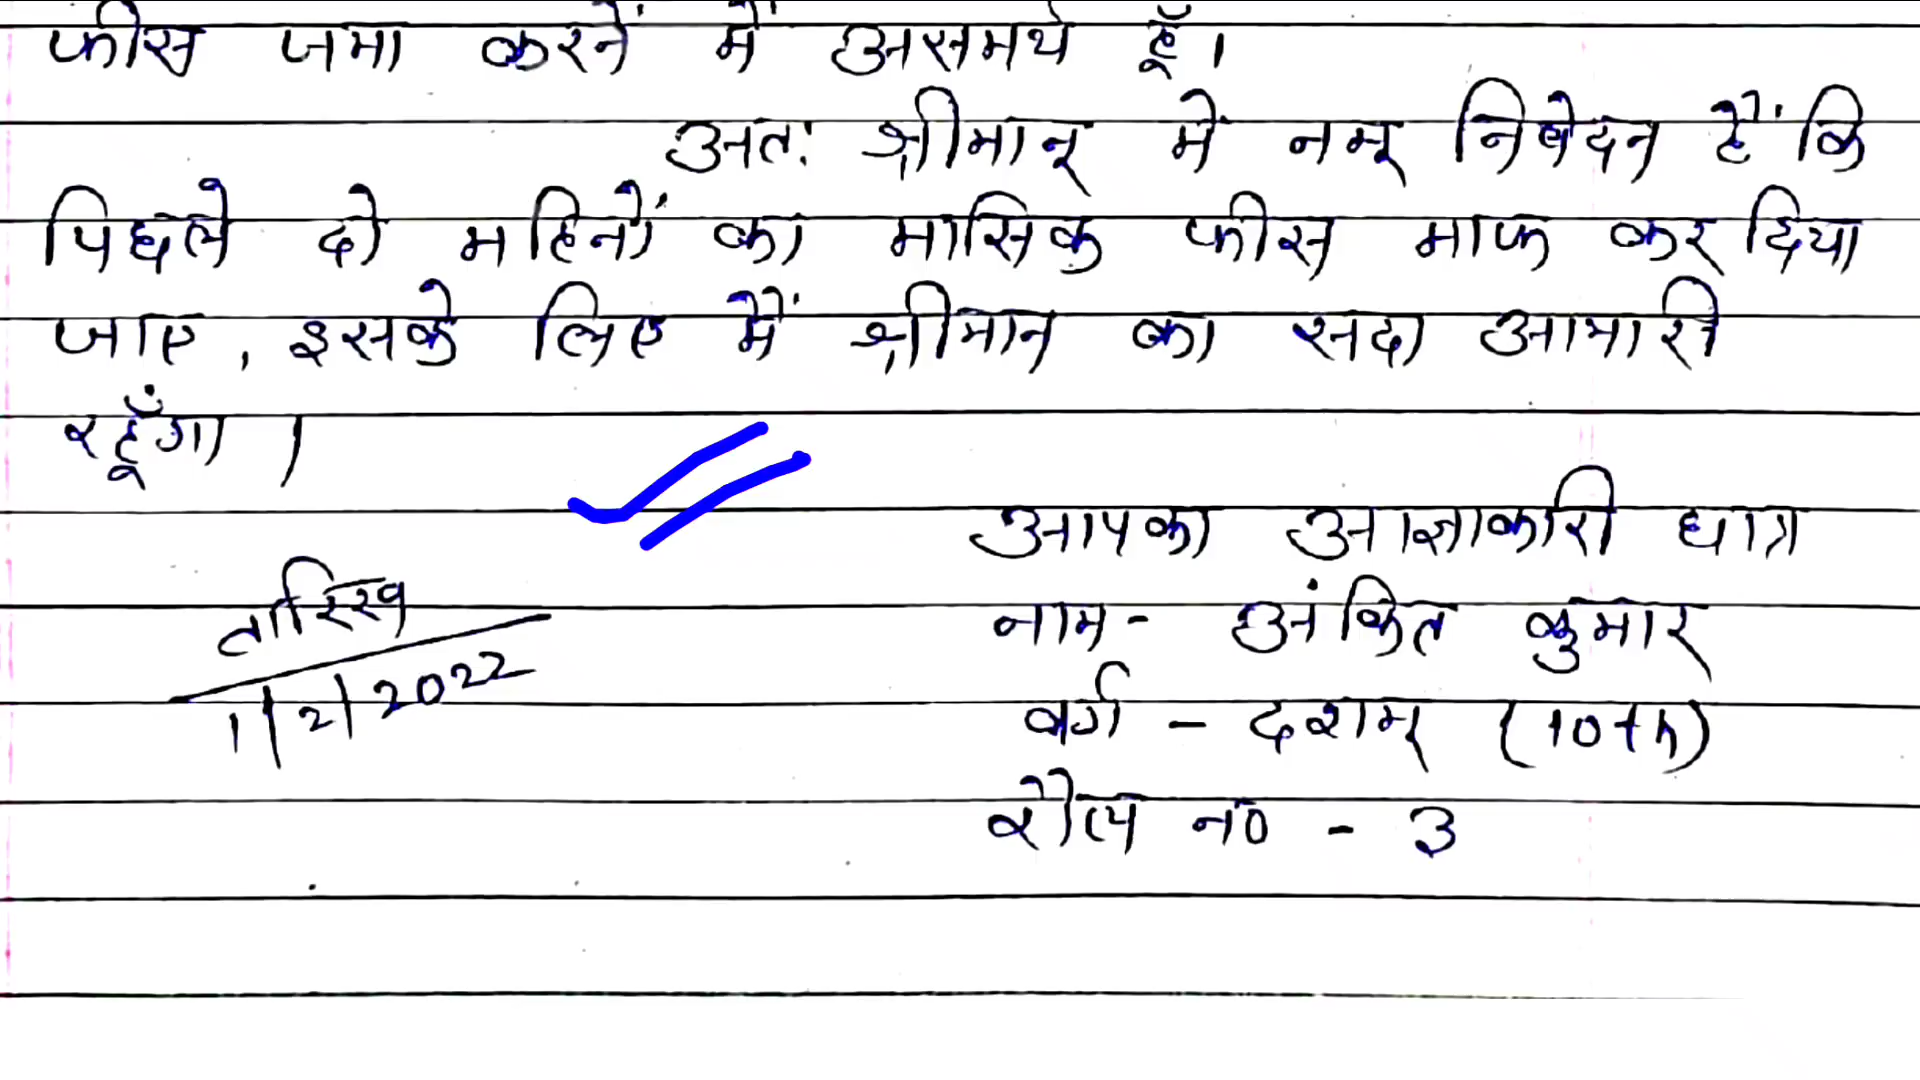 फीस जमा करनें में असमर्थ हूँ।
अत: श्रीमान् में नम्र निवेदन हैं कि
पिछले दो महिनों का मासिक फीस माफ कर दिया
जाए, इसके लिए मैं श्रीमान का सदा आभारी
रहूँगा ।
आपका आज्ञाकारी छात्र
तारिख
नाम - अंकित कुमार
1/2/2022
वर्ग - दशम् (10th)
रौल न० - 3